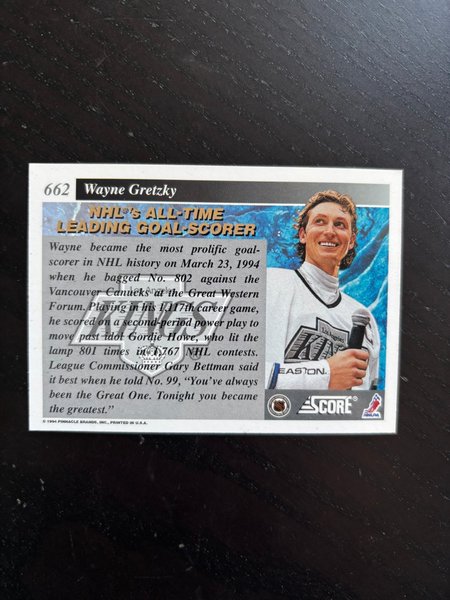 662 Wayne Gretzky
NHL's ALL-TIME
LEADING GOAL-SCORER
Wayne became the most prolific goal-
scorer in NHL history on March 23, 1994
when he bagged No. 802 against the
Vancouver Canucks at the Great Western
Forum. Playing in his 1,117th career game,
he scored on a second-period power play to
move past idol Gordie Howe, who lit the
lamp 801 times in 1,767 NHL contests.
League Commissioner Gary Bettman said
it best when he told No. 99, “You've always
been the Great One. Tonight you became
the greatest.”
KINGS
KINGS
EASTON
SCORE
NHLPA
© 1994 PINNACLE BRANDS, INC., PRINTED IN U.S.A.